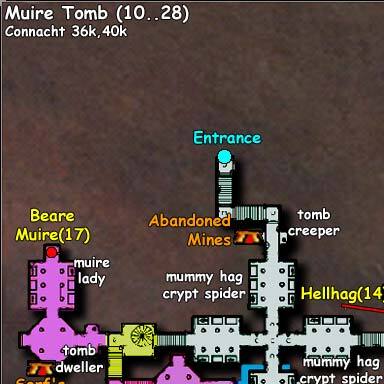 Muire Tomb (10..28)
Connacht 36k,40k
Entrance
Abandoned
Mines
tomb
creeper
Beare
Muire(17)
muire
lady
mummy hag
crypt spider
Hellhag(14
tomb
dweller
mummy hag
crypt spider